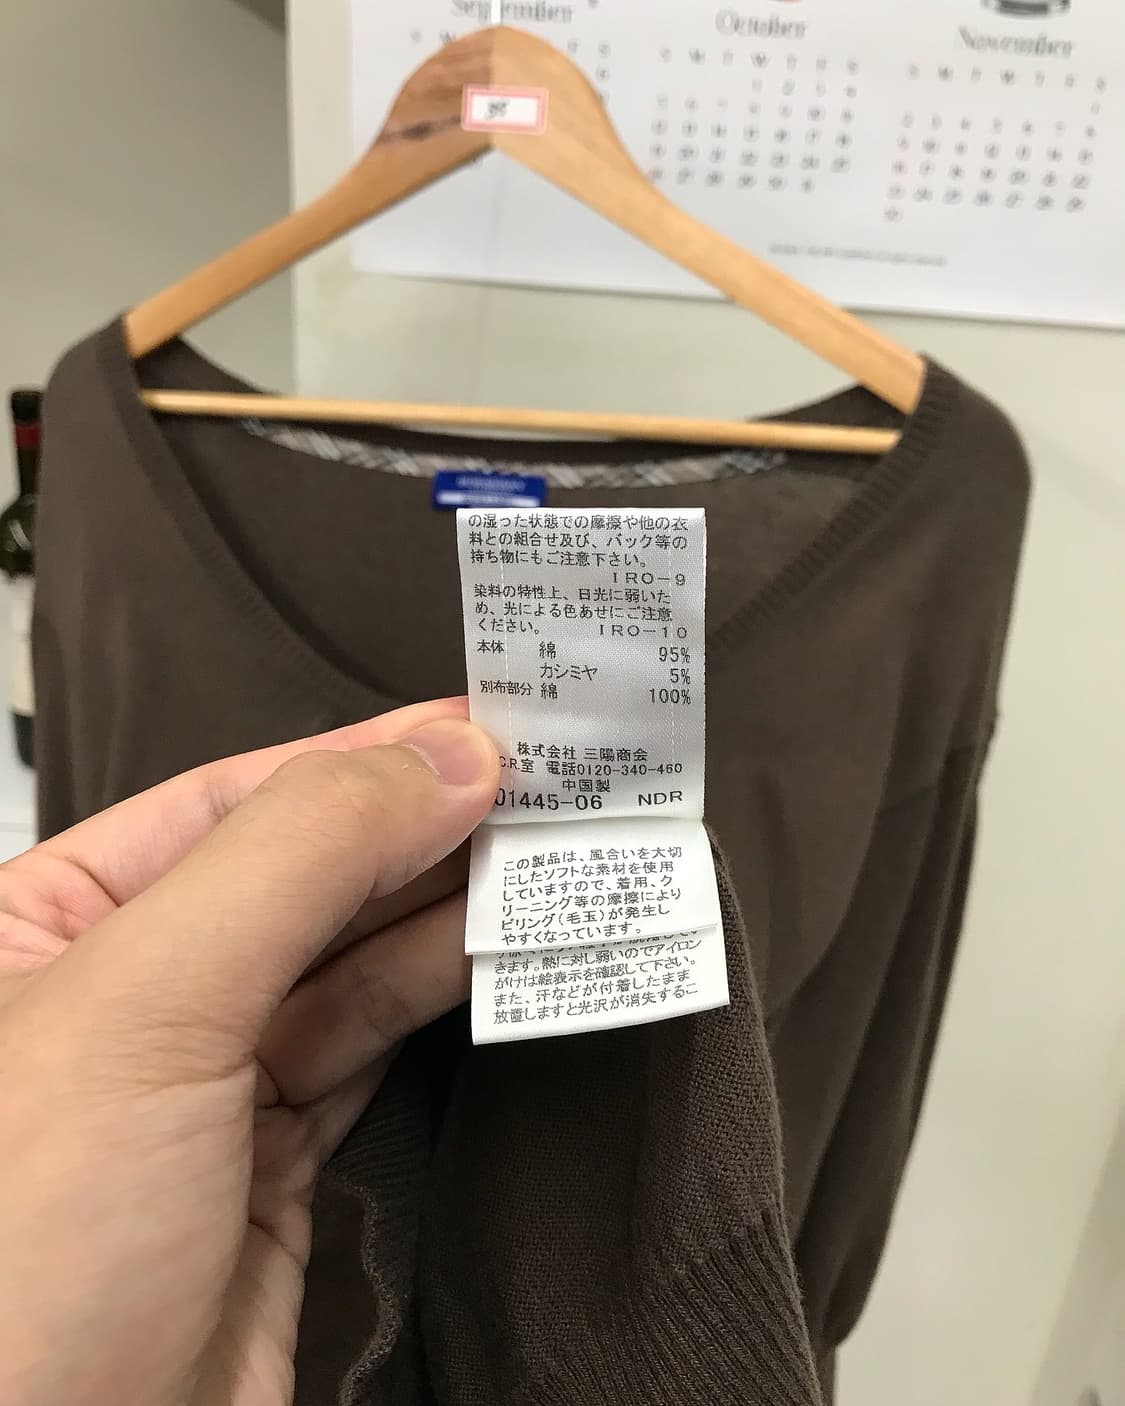 September
October
November
S M T W T F S
の湿った状態での摩擦や他の衣
料との組合せ及び、バック等の
持ち物にもご注意下さい。
IRO-9
染料の特性上、日光に弱いた
め、光による色あせにご注意
ください。 IRO-10
本体 綿 95%
カシミヤ 5%
別布部分 綿 100%
株式会社 三陽商会
C.R.室 電話0120-340-460
中国製
01445-06 NDR
この製品は、風合いを大切
にしたソフトな素材を使用
していますので、着用、ク
リーニング等の摩擦により
ピリング(毛玉)が発生し
やすくなっています。
きます。熱に対し弱いのでアイロン
がけは絵表示を確認して下さい。
また、汗などが付着したまま
放置しますと光沢が消失するこ